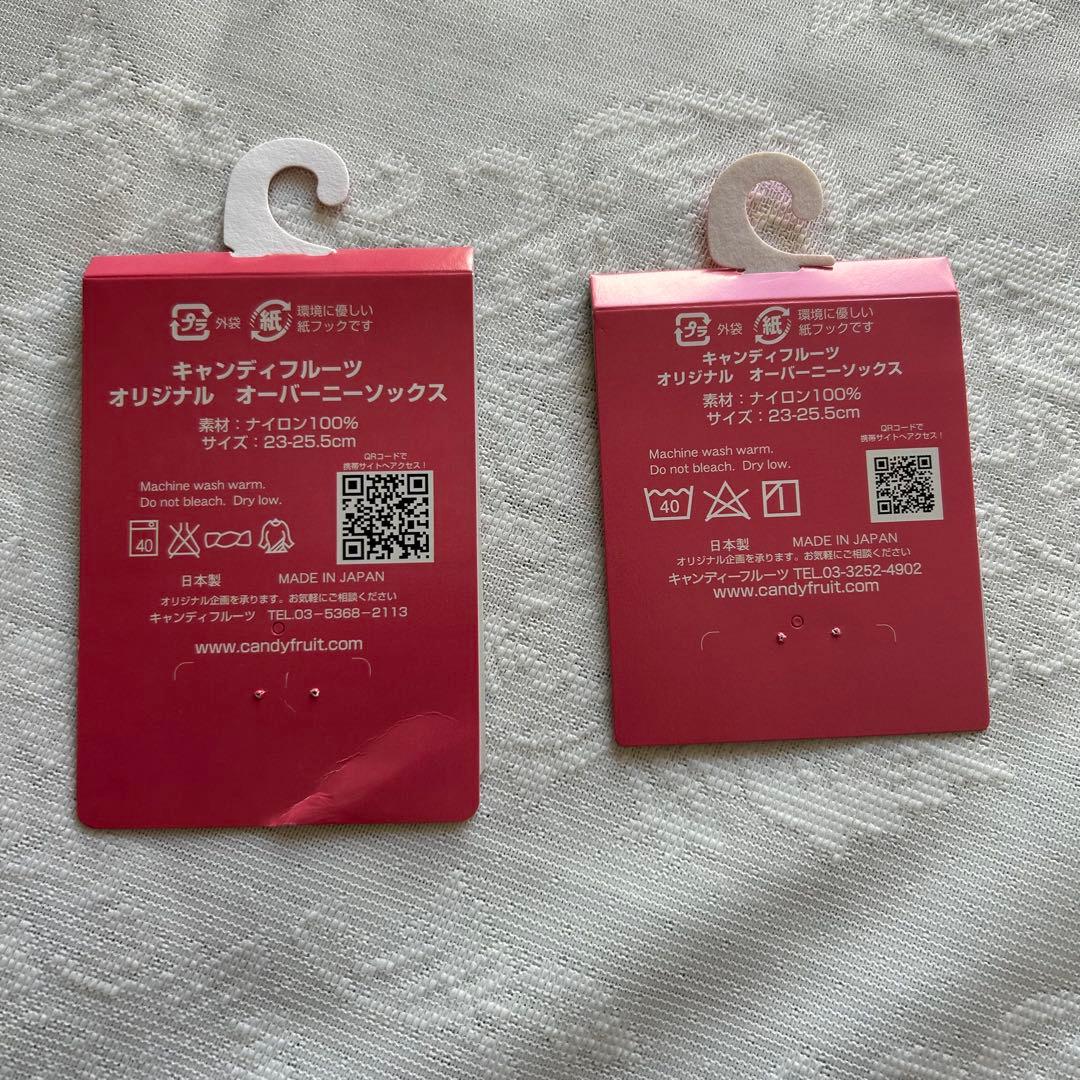 プラ 外袋 紙 環境に優しい
紙フックです
キャンディフルーツ
オリジナル オーバーニーソックス
素材：ナイロン100%
サイズ：23-25.5cm
QRコードで
携帯サイトへアクセス！
Machine wash warm.
Do not bleach. Dry low.
40
日本製 MADE IN JAPAN
オリジナル企画を承ります。お気軽にご相談ください
キャンディフルーツ TEL.03-5368-2113
www.candyfruit.com
プラ 外袋 紙 環境に優しい
紙フックです
キャンディフルーツ
オリジナル オーバーニーソックス
素材：ナイロン100%
サイズ：23-25.5cm
QRコードで
携帯サイトへアクセス！
Machine wash warm.
Do not bleach. Dry low.
40
日本製 MADE IN JAPAN
オリジナル企画を承ります。お気軽にご相談ください
キャンディーフルーツ TEL.03-3252-4902
www.candyfruit.com